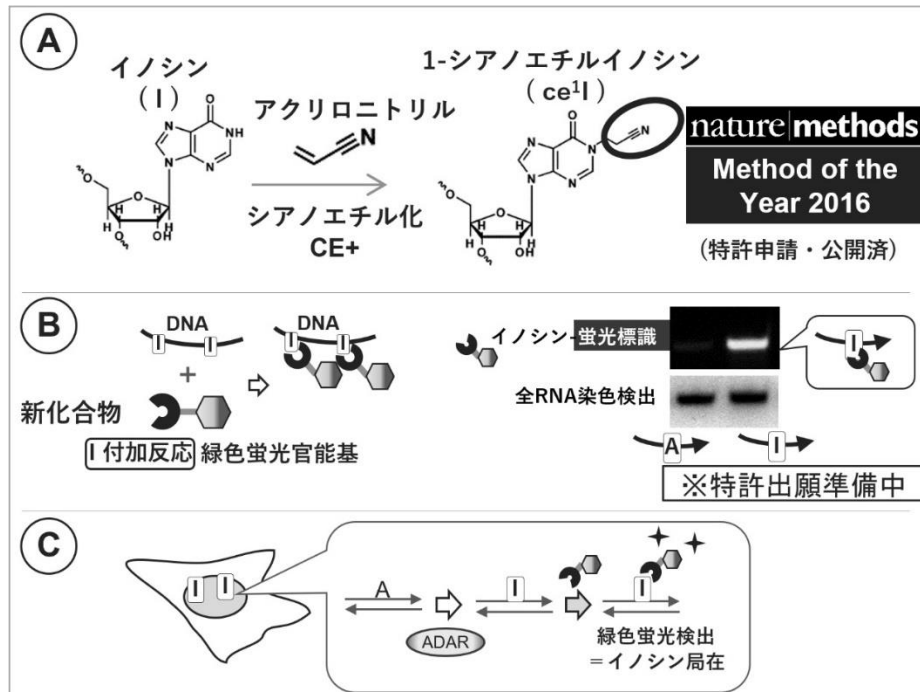 A
イノシン
（I）
アクリロニトリル
N
シアノエチル化
CE+
1-シアノエチルイノシン
（ce¹I）
O
N
NH
N
N
O
O
H
H
H
H
O
OH
O
N
N
N
N
N
O
O
H
H
H
H
O
OH
nature|methods
Method of the
Year 2016
（特許申請・公開済）
B
DNA
I I
+
新化合物
I 付加反応 緑色蛍光官能基
DNA
I I
イノシン-蛍光標識
全RNA染色検出
I
A I
※特許出願準備中
C
I I
A
ADAR
I
I
緑色蛍光検出
＝イノシン局在